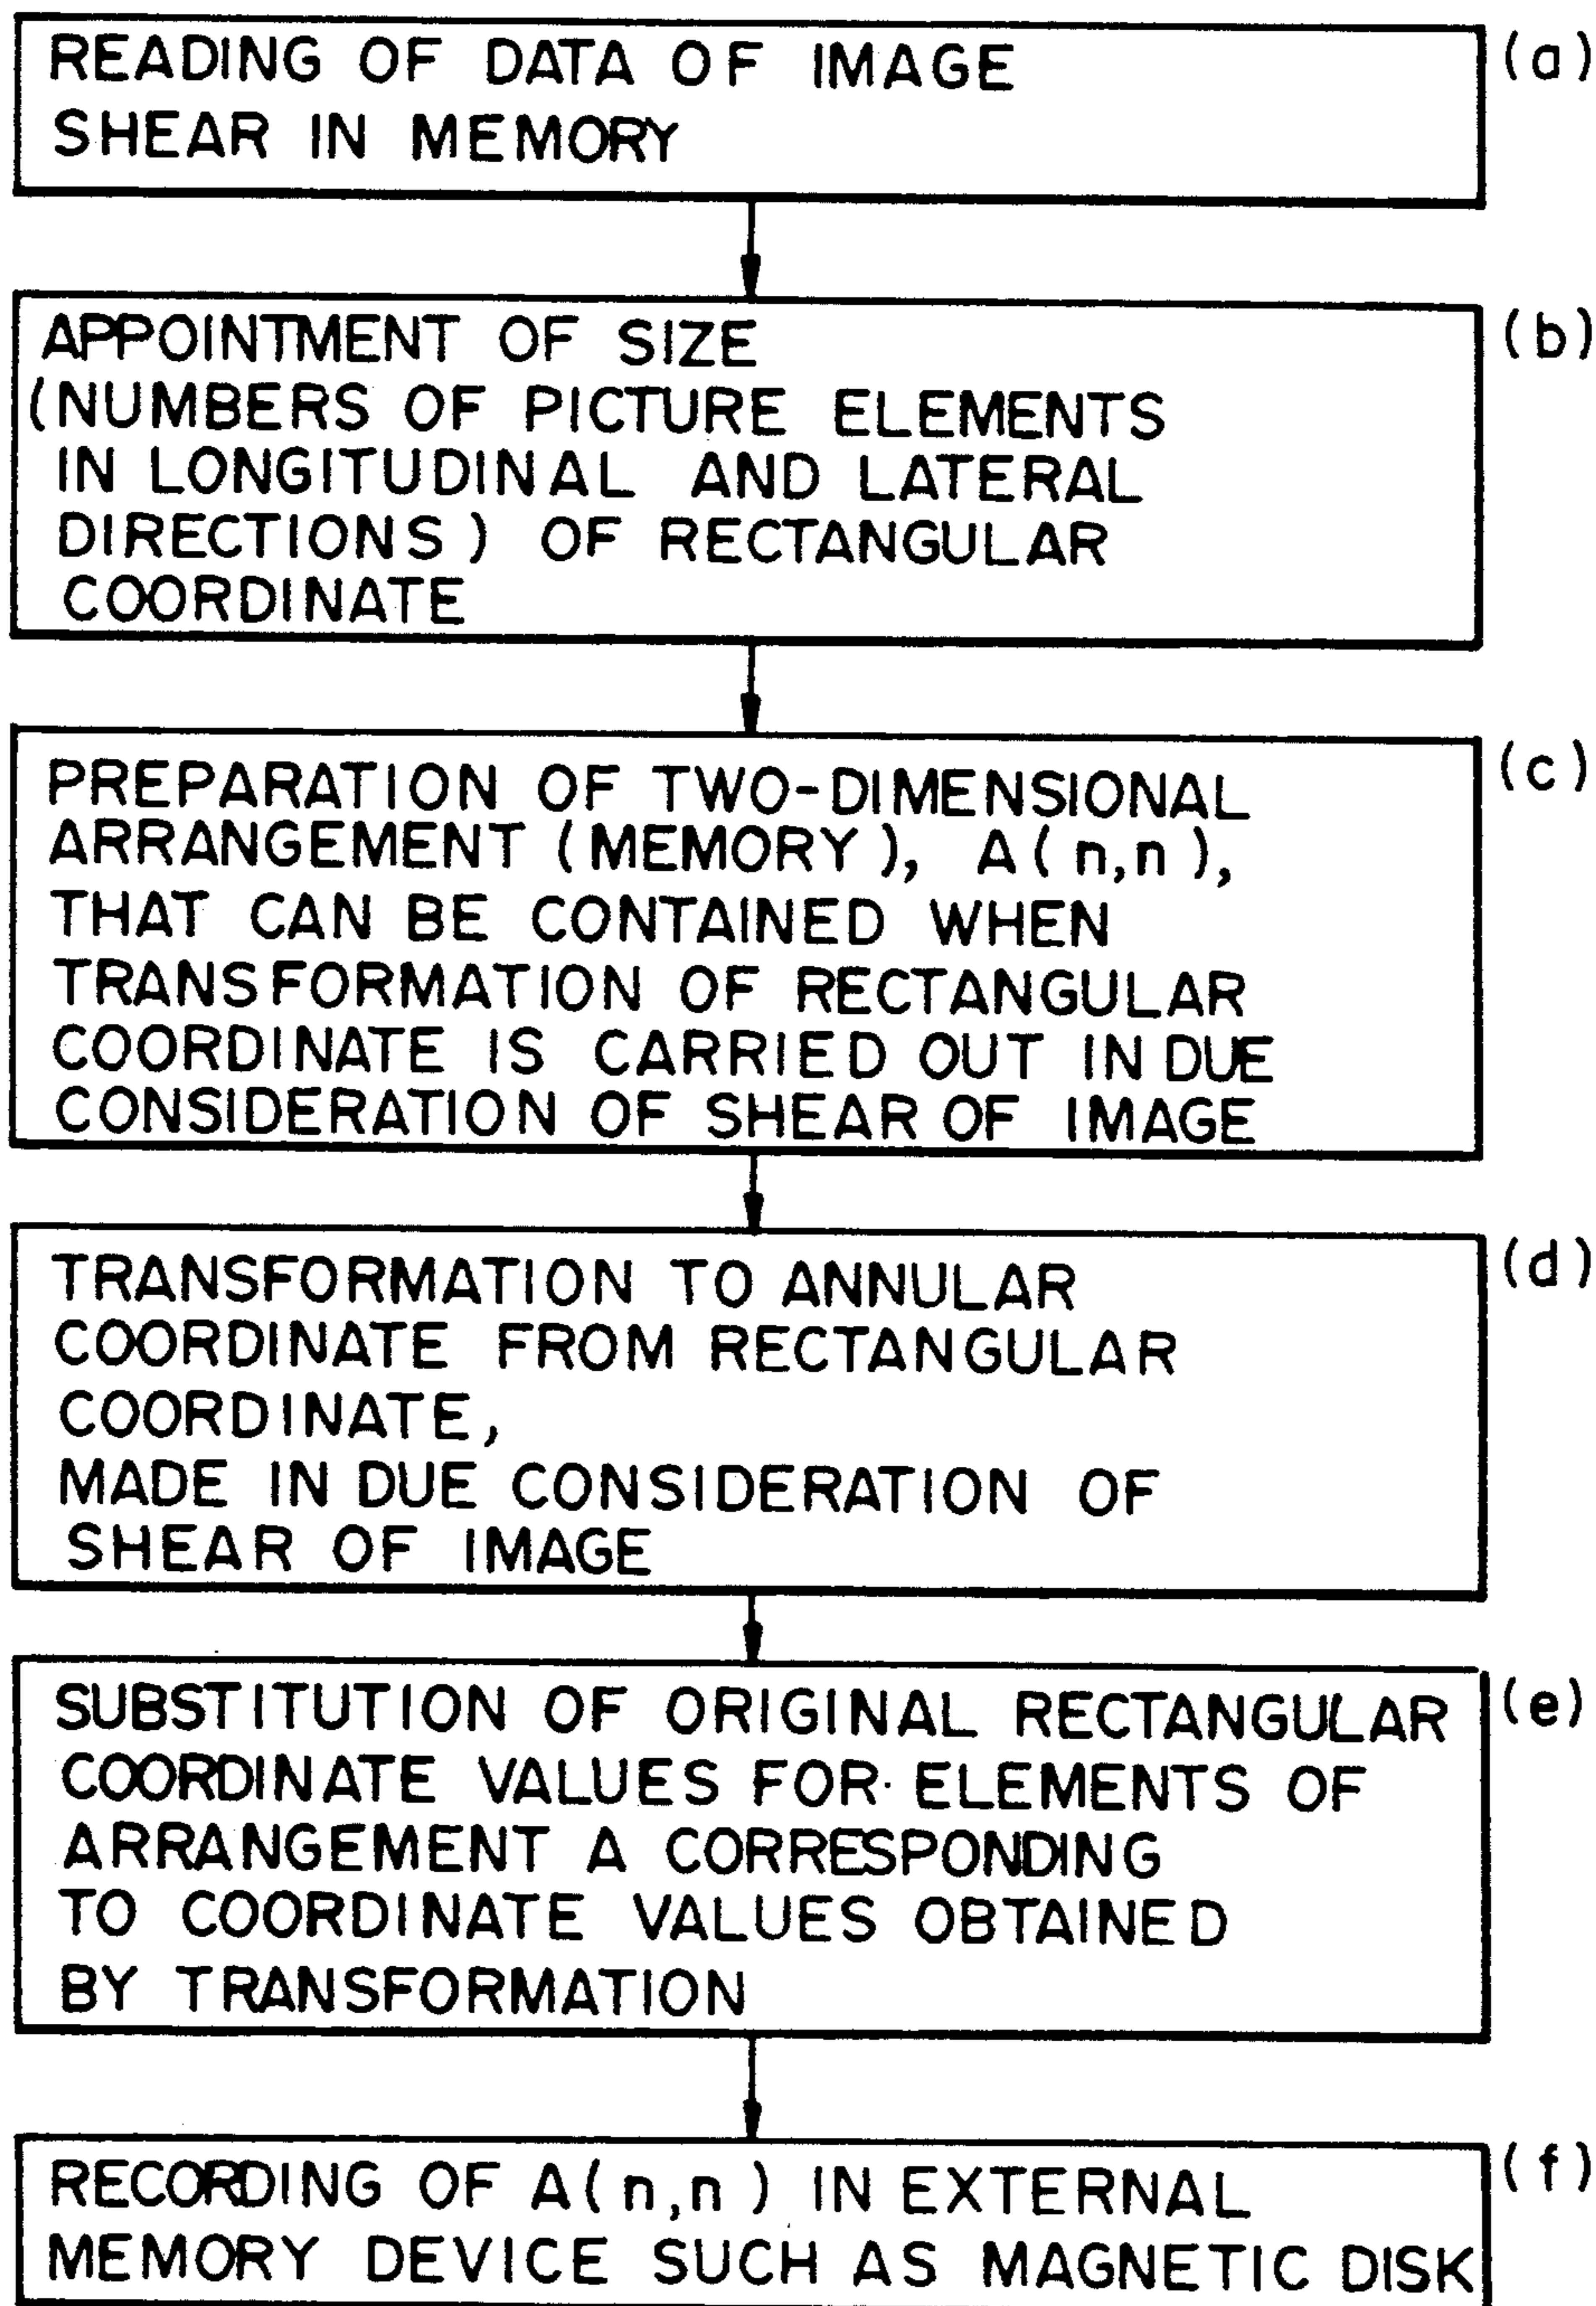 READING OF DATA OF IMAGE
SHEAR IN MEMORY
(a)
APPOINTMENT OF SIZE
(NUMBERS OF PICTURE ELEMENTS
IN LONGITUDINAL AND LATERAL
DIRECTIONS) OF RECTANGULAR
COORDINATE
(b)
PREPARATION OF TWO-DIMENSIONAL
ARRANGEMENT (MEMORY), A(n,n),
THAT CAN BE CONTAINED WHEN
TRANSFORMATION OF RECTANGULAR
COORDINATE IS CARRIED OUT IN DUE
CONSIDERATION OF SHEAR OF IMAGE
(c)
TRANSFORMATION TO ANNULAR
COORDINATE FROM RECTANGULAR
COORDINATE,
MADE IN DUE CONSIDERATION OF
SHEAR OF IMAGE
(d)
SUBSTITUTION OF ORIGINAL RECTANGULAR
COORDINATE VALUES FOR ELEMENTS OF
ARRANGEMENT A CORRESPONDING
TO COORDINATE VALUES OBTAINED
BY TRANSFORMATION
(e)
RECORDING OF A(n,n) IN EXTERNAL
MEMORY DEVICE SUCH AS MAGNETIC DISK
(f)